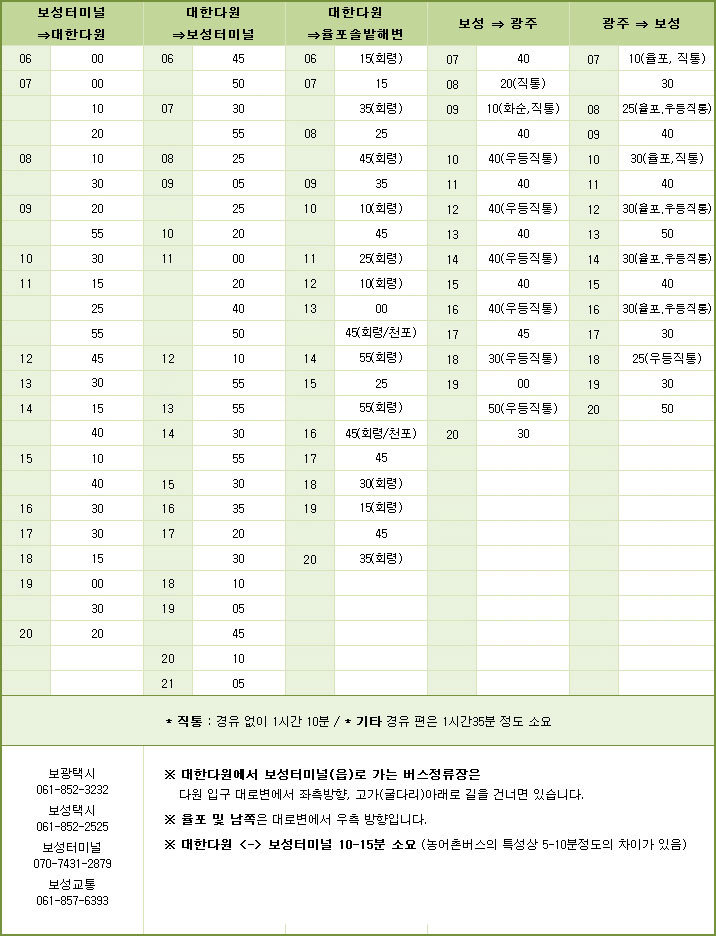 보성터미널 ⇒대한다원 | 대한다원 ⇒보성터미널 | 대한다원 ⇒율포솔밭해변 | 보성 ⇒ 광주 | 광주 ⇒ 보성
06 00 | 06 45 | 06 15(회령) | 07 40 | 07 10(율포, 직통)
07 00 | 50 | 07 15 | 08 20(직통) | 30
10 | 07 30 | 35(회령) | 09 10(화순,직통) | 08 25(율포,우등직통)
20 | 55 | 08 25 | 40 | 09 40
08 10 | 08 25 | 45(회령) | 10 40(우등직통) | 10 30(율포,직통)
30 | 09 05 | 09 35 | 11 40 | 11 40
09 20 | 25 | 10 10(회령) | 12 40(우등직통) | 12 30(율포,우등직통)
55 | 10 20 | 45 | 13 40 | 13 50
10 30 | 11 00 | 11 25(회령) | 14 40(우등직통) | 14 30(율포,우등직통)
11 15 | 20 | 12 10(회령) | 15 40 | 15 40
25 | 40 | 13 00 | 16 40(우등직통) | 16 30(율포,우등직통)
55 | 50 | 45(회령/천포) | 17 45 | 17 30
12 45 | 12 10 | 14 55(회령) | 18 30(우등직통) | 18 25(우등직통)
13 30 | 55 | 15 25 | 19 00 | 19 30
14 15 | 13 55 | 55(회령) | 50(우등직통) | 20 50
40 | 14 30 | 16 45(회령/천포) | 20 30
15 10 | 55 | 17 45
40 | 15 30 | 18 30(회령)
16 30 | 16 35 | 19 15(회령)
17 30 | 17 20 | 45
18 15 | 30 | 20 35(회령)
19 00 | 18 10
30 | 19 05
20 20 | 45
20 10
21 05
* 직통 : 경유 없이 1시간 10분 / * 기타 경유 편은 1시간35분 정도 소요
보광택시
061-852-3232
보성택시
061-852-2525
보성터미널
070-7431-2879
보성교통
061-857-6393
※ 대한다원에서 보성터미널(읍)로 가는 버스정류장은
다원 입구 대로변에서 좌측방향, 고가(굴다리)아래로 길을 건너면 있습니다.
※ 율포 및 남쪽은 대로변에서 우측 방향입니다.
※ 대한다원 <-> 보성터미널 10-15분 소요 (농어촌버스의 특성상 5-10분정도의 차이가 있음)